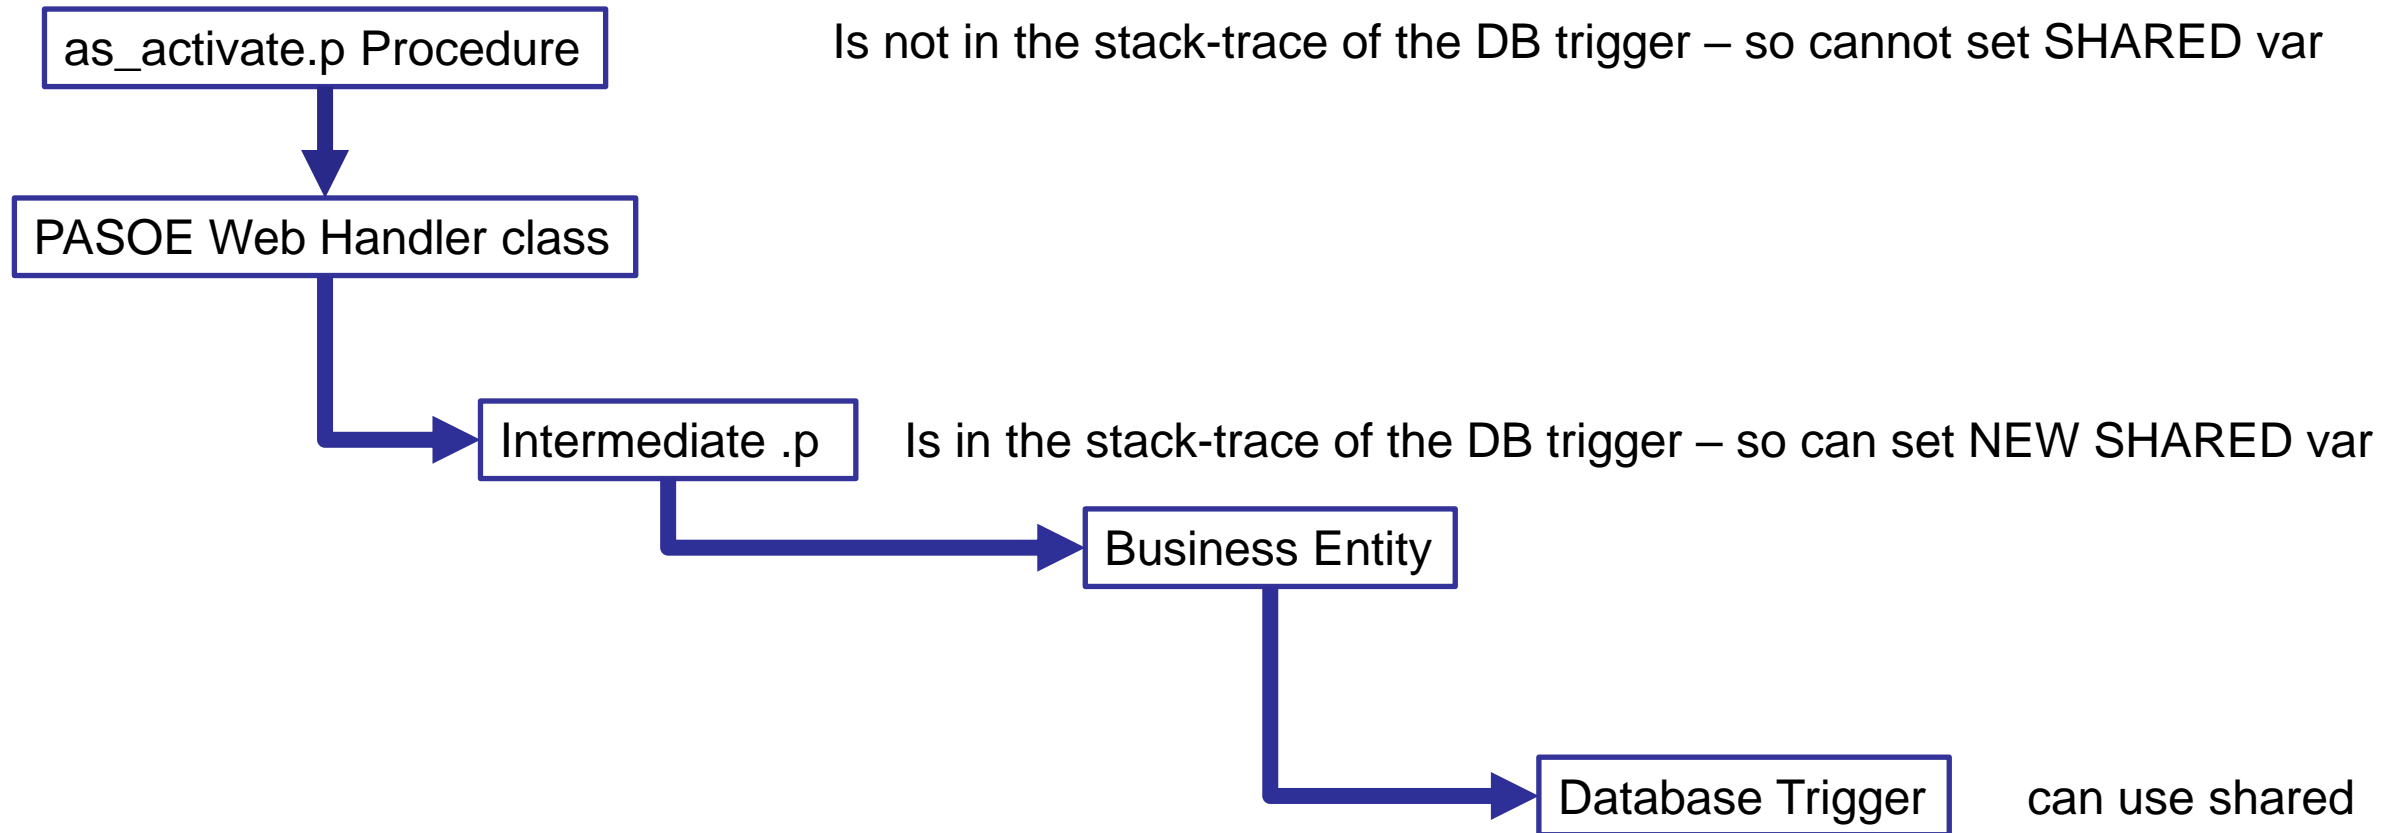 as_activate.p Procedure
Is not in the stack-trace of the DB trigger – so cannot set SHARED var
PASOE Web Handler class
Intermediate .p
Is in the stack-trace of the DB trigger – so can set NEW SHARED var
Business Entity
Database Trigger
can use shared